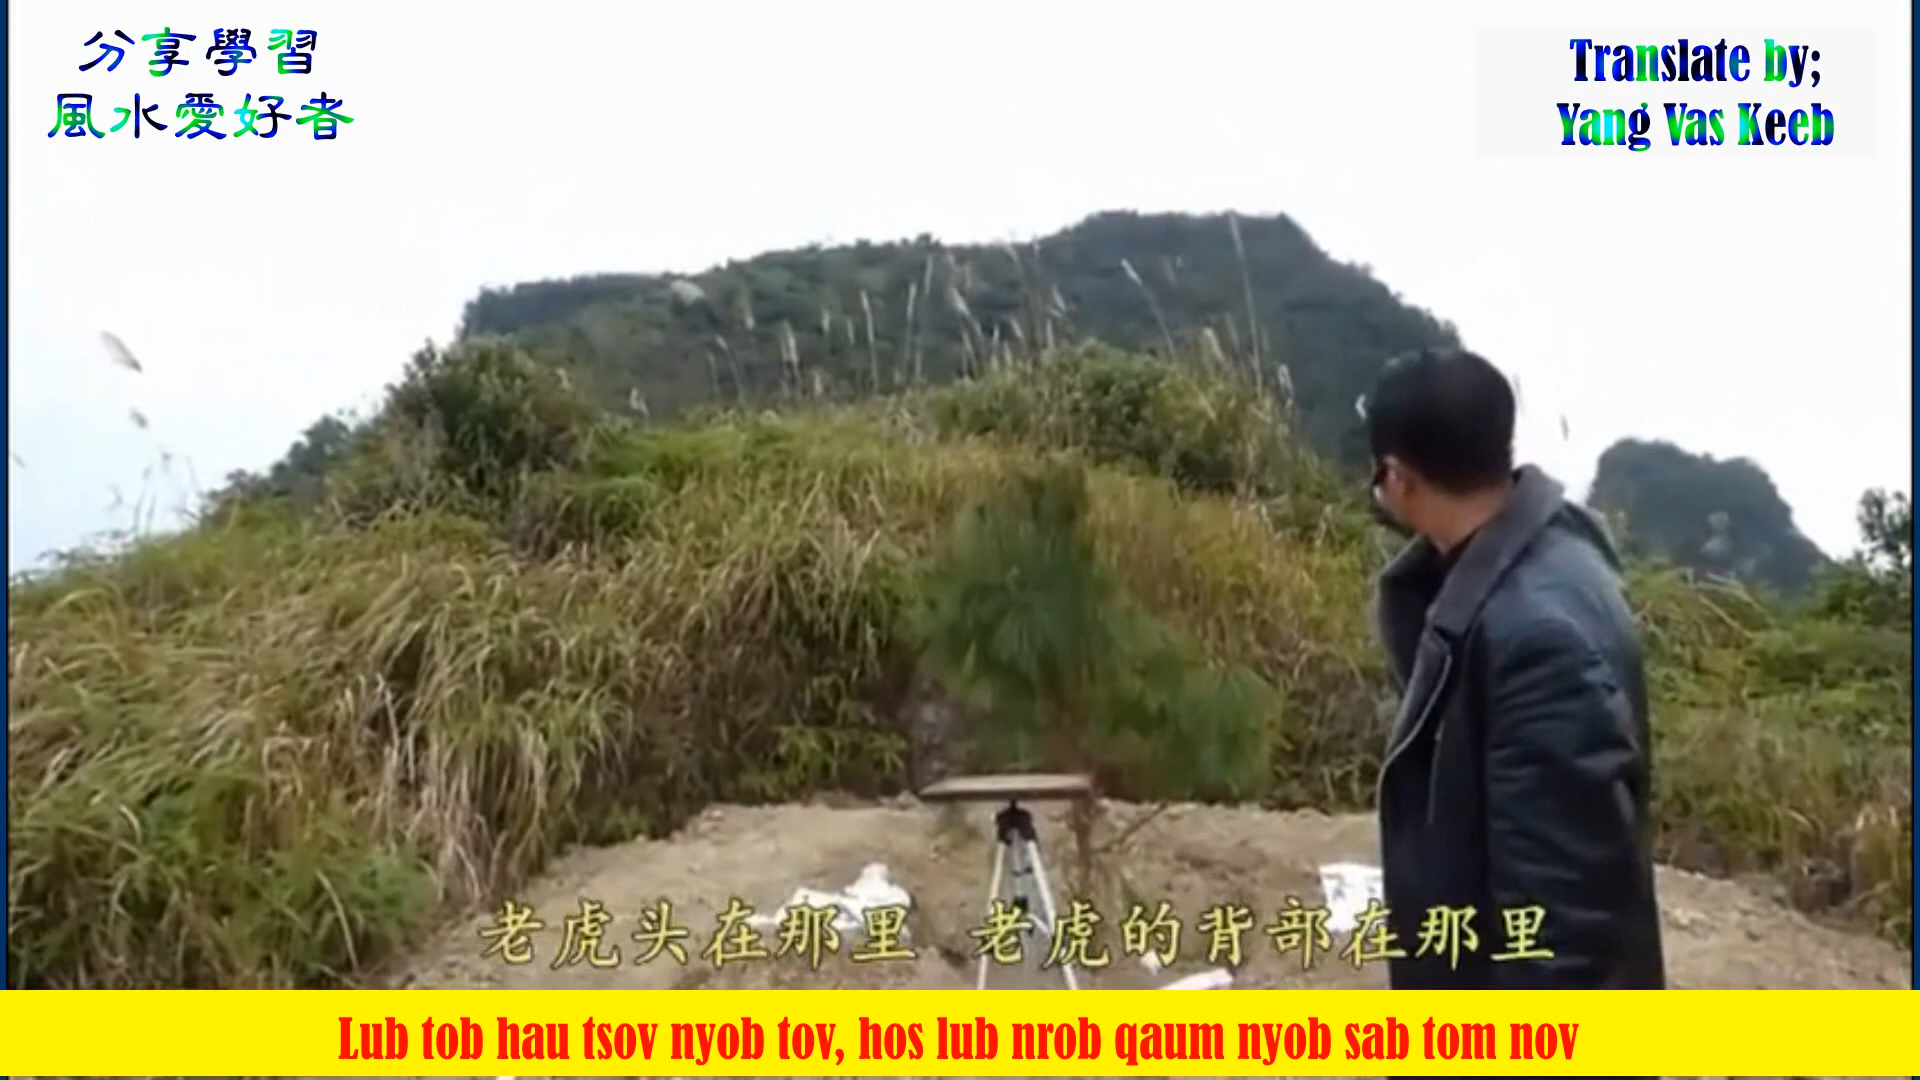 分享學習
風水愛好者
Translate by;
Yang Vas Keeb
老虎头在那里 老虎的背部在那里
Lub tob hau tsov nyob tov, hos lub nrob qaum nyob sab tom nov